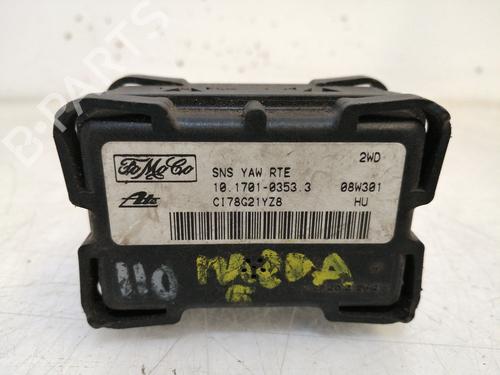 B-PARTS
FoMoCo
2WD
SNS YAW RTE
10.1701-0353.3
08W301
Ate
CI78G21YZ8
HU
110